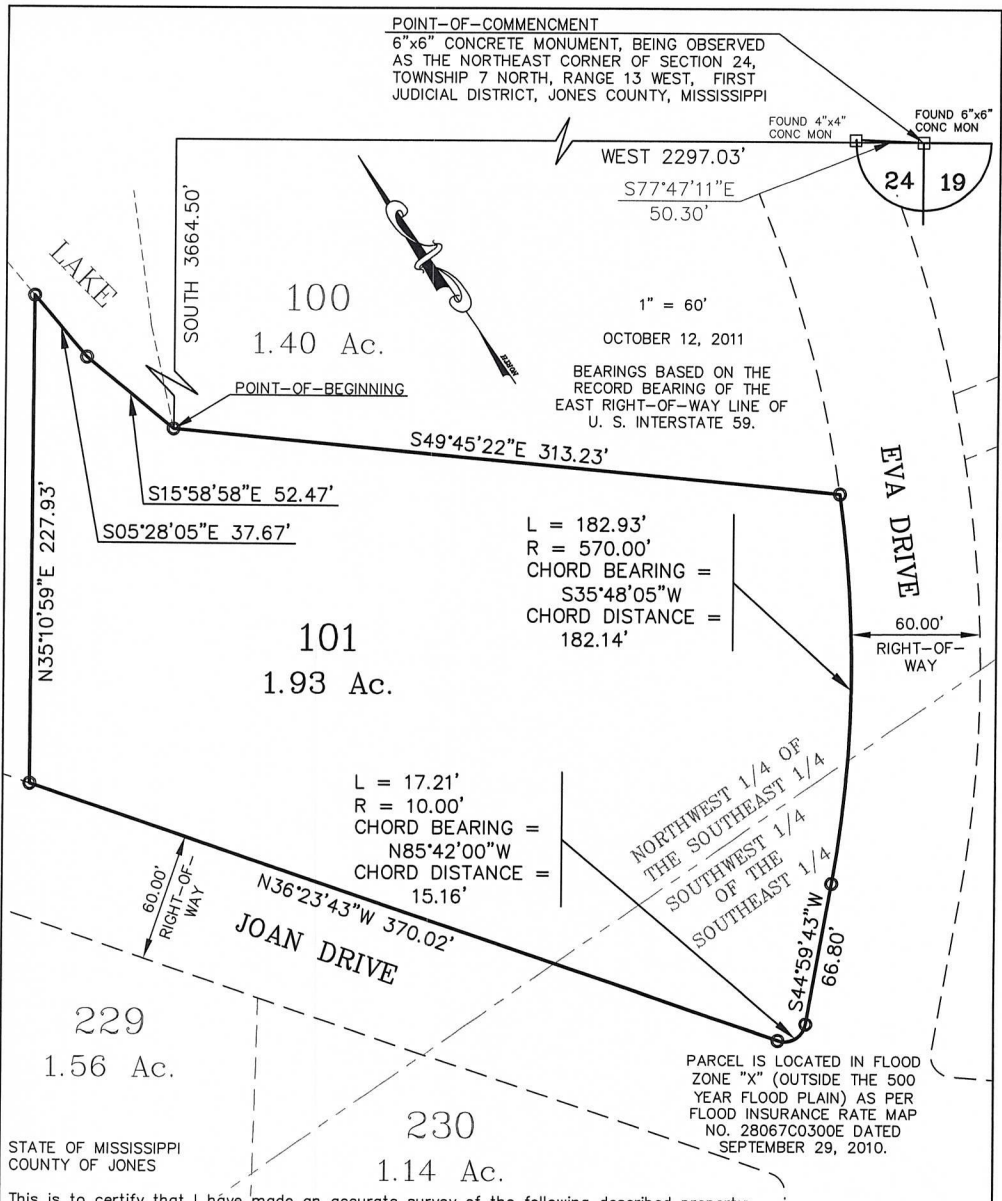 POINT-OF-COMMENCMENT
6"x6" CONCRETE MONUMENT, BEING OBSERVED
AS THE NORTHEAST CORNER OF SECTION 24,
TOWNSHIP 7 NORTH, RANGE 13 WEST, FIRST
JUDICIAL DISTRICT, JONES COUNTY, MISSISSIPPI
FOUND 4"x4"
CONC MON
FOUND 6"x6"
CONC MON
WEST 2297.03'
S77°47'11"E
50.30'
24
19
SOUTH 3664.50'
LAKE
100
1.40 Ac.
NORTH
1" = 60'
OCTOBER 12, 2011
BEARINGS BASED ON THE
RECORD BEARING OF THE
EAST RIGHT-OF-WAY LINE OF
U. S. INTERSTATE 59.
POINT-OF-BEGINNING
S49°45'22"E 313.23'
EVA DRIVE
S15°58'58"E 52.47'
S05°28'05"E 37.67'
N35°10'59"E 227.93'
L = 182.93'
R = 570.00'
CHORD BEARING =
S35°48'05"W
CHORD DISTANCE =
182.14'
60.00'
RIGHT-OF-
WAY
101
1.93 Ac.
L = 17.21'
R = 10.00'
CHORD BEARING =
N85°42'00"W
CHORD DISTANCE =
15.16'
NORTHWEST 1/4 OF
THE SOUTHEAST 1/4
SOUTHWEST 1/4
OF THE
SOUTHEAST 1/4
60.00'
RIGHT-OF-
WAY
N36°23'43"W 370.02'
JOAN DRIVE
S44°59'43"W
66.80'
229
1.56 Ac.
PARCEL IS LOCATED IN FLOOD
ZONE "X" (OUTSIDE THE 500
YEAR FLOOD PLAIN) AS PER
FLOOD INSURANCE RATE MAP
NO. 28067C0300E DATED
SEPTEMBER 29, 2010.
230
1.14 Ac.
STATE OF MISSISSIPPI
COUNTY OF JONES
This is to certify that I have made an accurate survey of the following described property